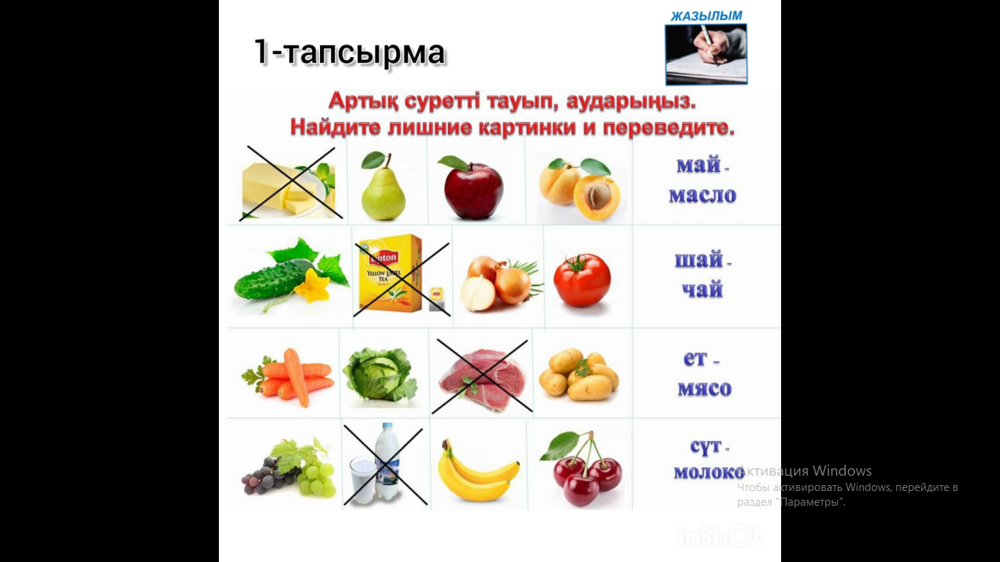 ЖАЗЫЛЫМ
1-тапсырма
Артық суретті тауып, аударыңыз.
Найдите лишние картинки и переведите.
май -
масло
Lipton
YELLOW LABEL
TEA
шай -
чай
ет -
мясо
сүт -
молоко
Активация Windows
Чтобы активировать Windows, перейдите в
раздел "Параметры".
InShOt